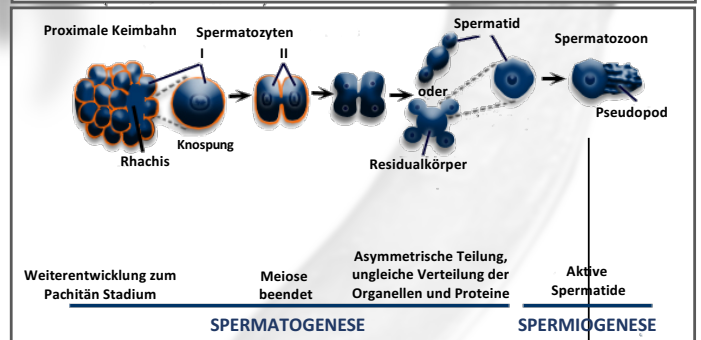 Proximale Keimbahn
Spermatozyten
I
II
Spermatid
Spermatozoon
oder
Pseudopod
Rhachis
Knospung
Residualkörper
Weiterentwicklung zum
Pachitän Stadium
Meiose
beendet
Asymmetrische Teilung,
ungleiche Verteilung der
Organellen und Proteine
Aktive
Spermatide
SPERMATOGENESE
SPERMIOGENESE